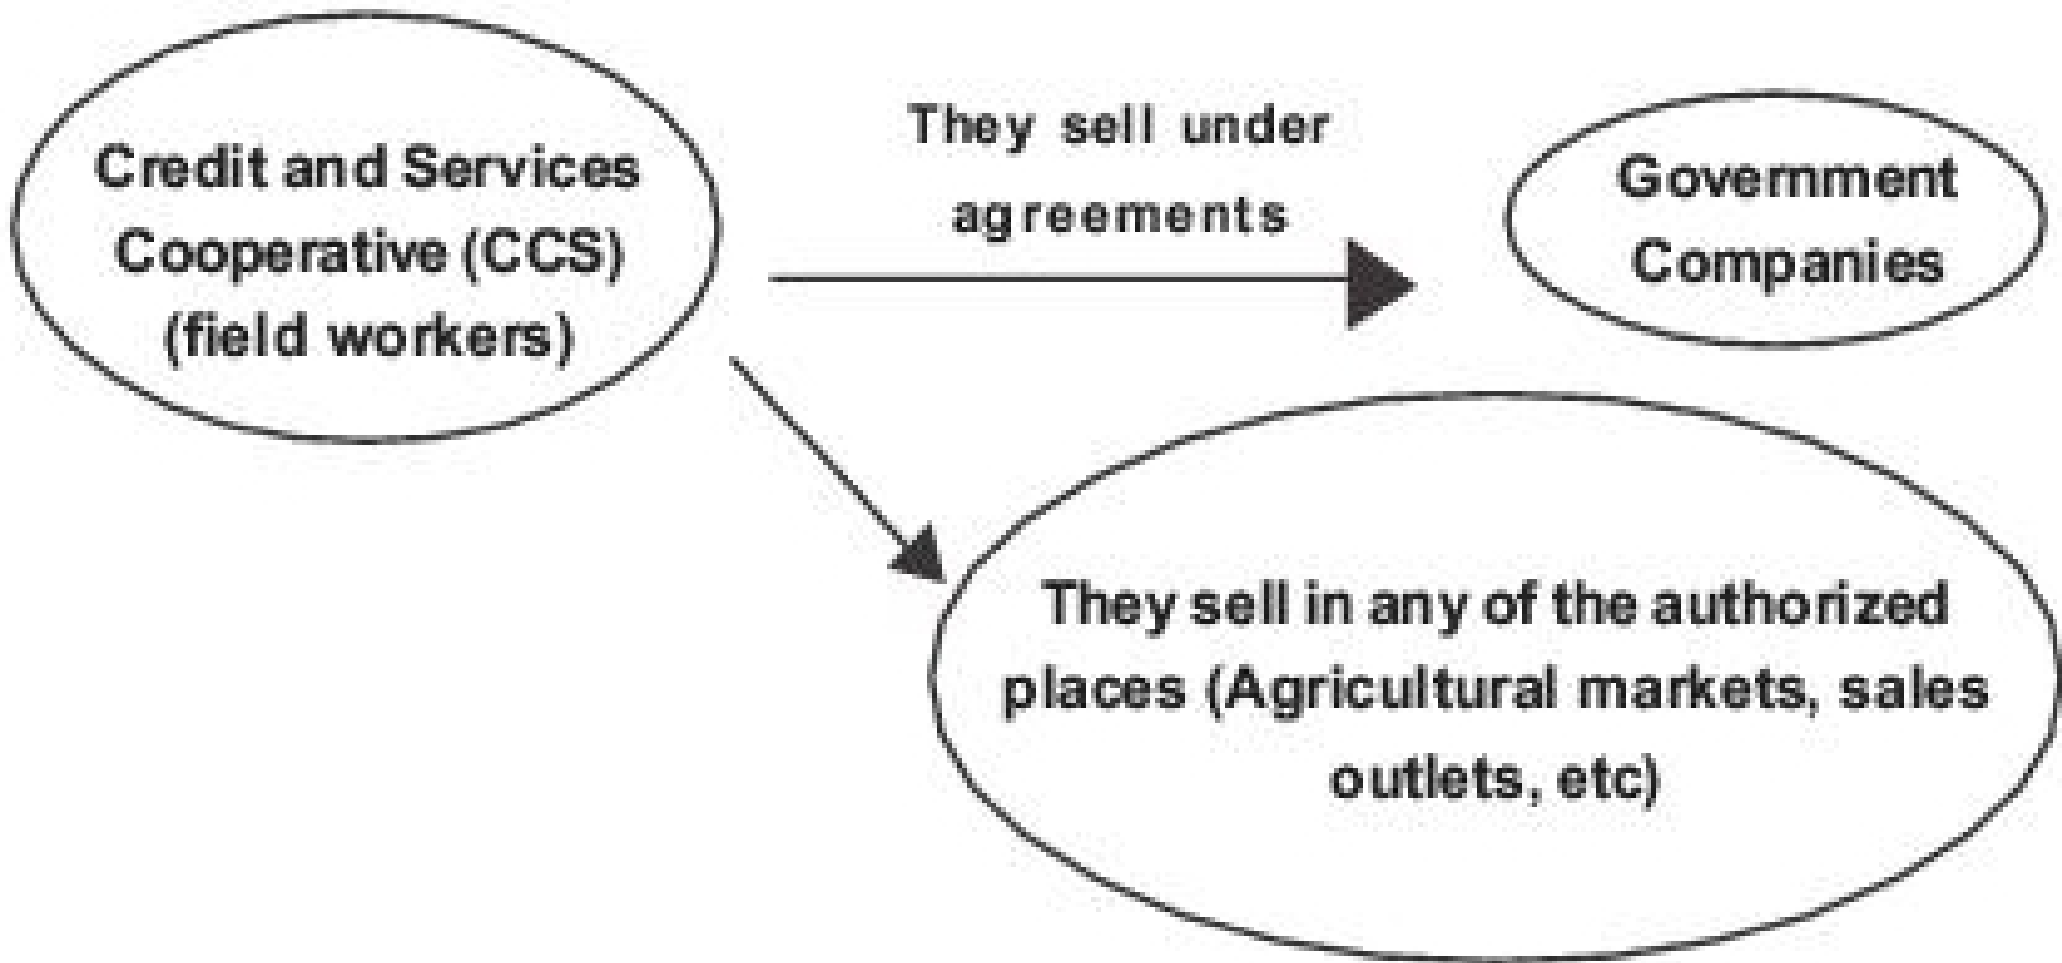 Credit and Services
Cooperative (CCS)
(field workers)
They sell under
agreements
Government
Companies
They sell in any of the authorized
places (Agricultural markets, sales
outlets, etc)